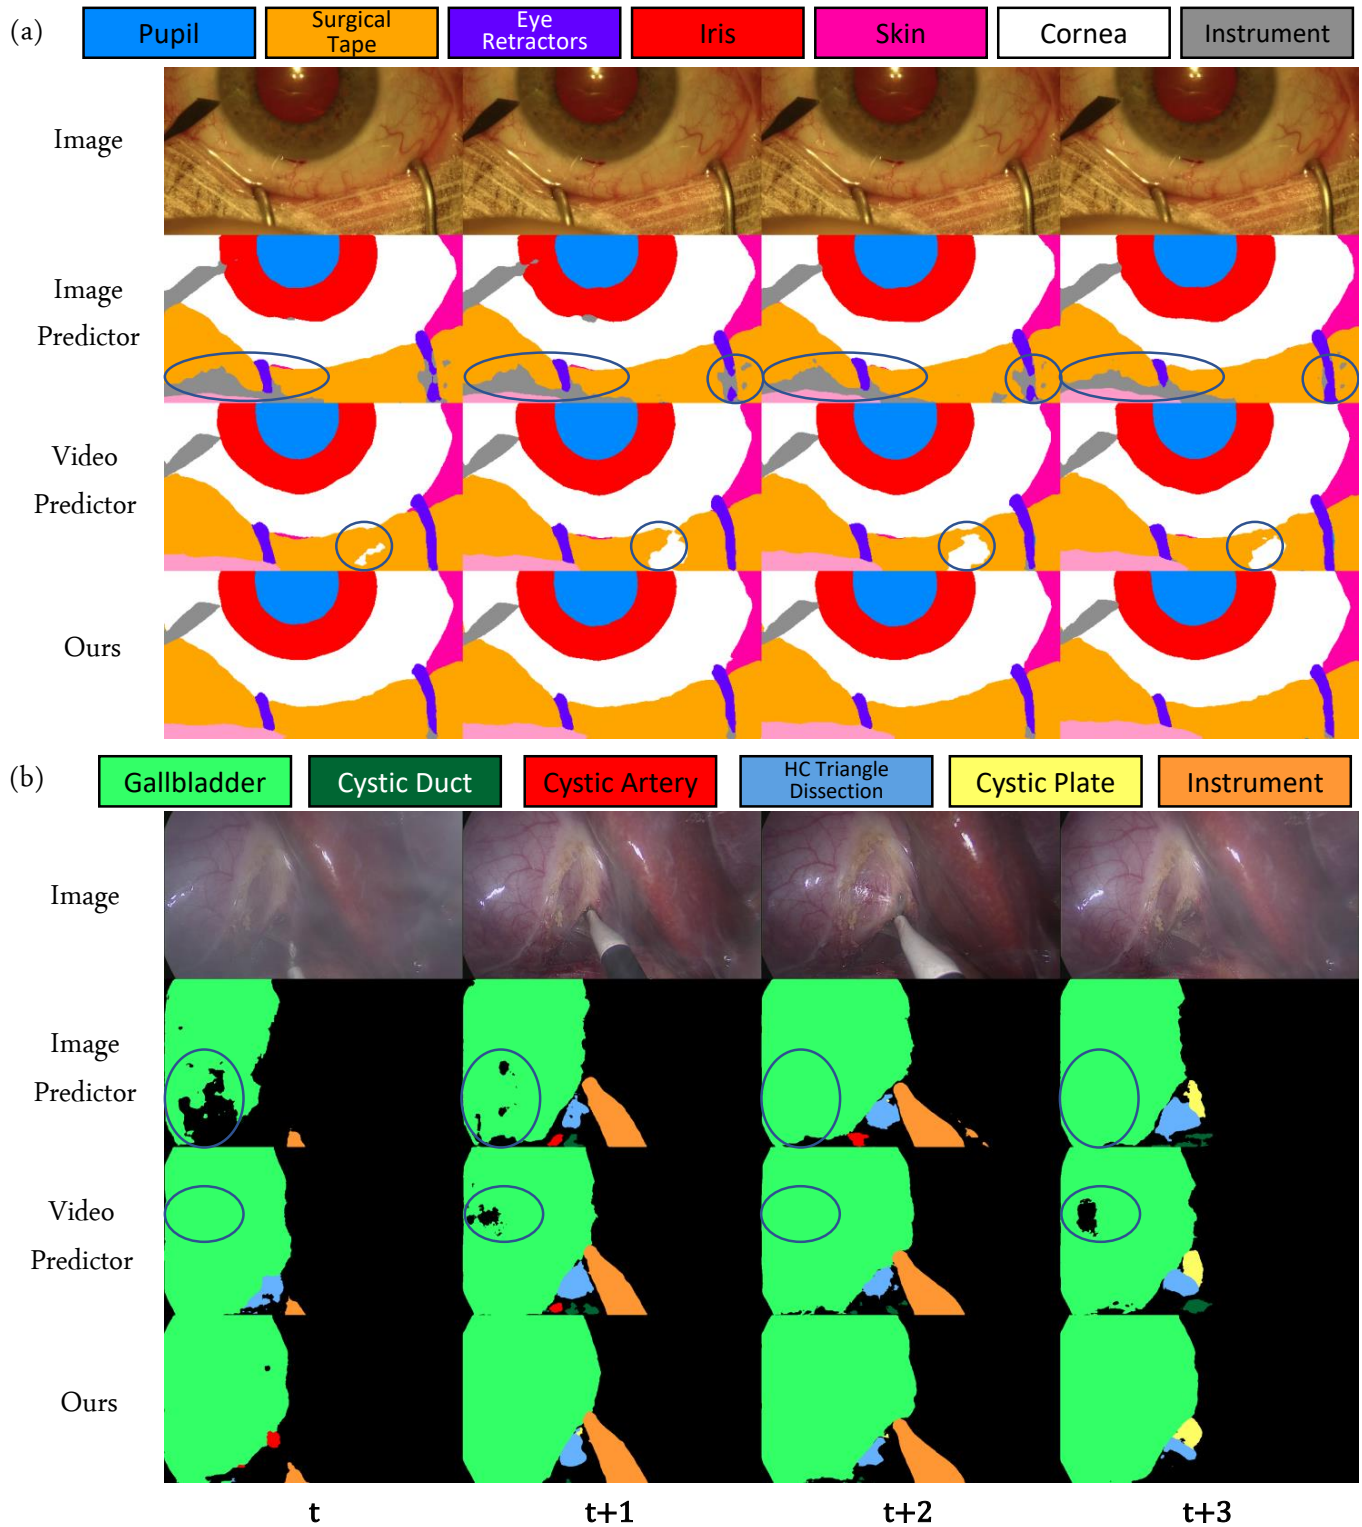 (a)
Pupil
Surgical
Tape
Eye
Retractors
Iris
Skin
Cornea
Instrument
Image
Image
Predictor
Video
Predictor
Ours
(b)
Gallbladder
Cystic Duct
Cystic Artery
HC Triangle
Dissection
Cystic Plate
Instrument
Image
Image
Predictor
Video
Predictor
Ours
t
t+1
t+2
t+3